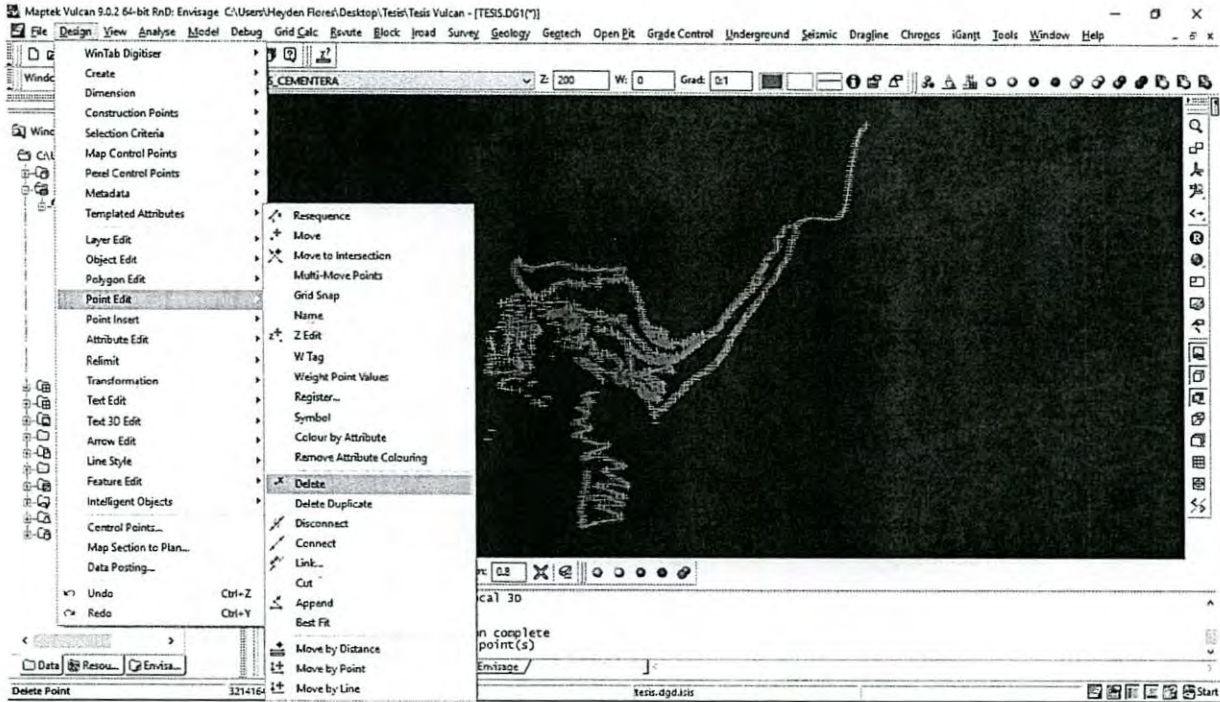 Maptek Vulcan 9.0.2 64-bit RnD: Envisage C:\Users\Heyden Flores\Desktop\Tesis\Tesis Vulcan - [TESIS.DG1(*)]
File Design View Analyse Model Debug Grid Calc Rsvute Block Jroad Survey Geology Geotech Open Pit Grade Control Underground Seismic Dragline Chronos iGantt Tools Window Help
S_CEMENTERA Z: 200 W: 0 Grad: 0:1
WinTab Digitiser
Create
Dimension
Construction Points
Selection Criteria
Map Control Points
Pexel Control Points
Metadata
Templated Attributes
Layer Edit
Object Edit
Polygon Edit
Point Edit
Point Insert
Attribute Edit
Relimit
Transformation
Text Edit
Text 3D Edit
Arrow Edit
Line Style
Feature Edit
Intelligent Objects
Control Points...
Map Section to Plan...
Data Posting...
Undo Ctrl+Z
Redo Ctrl+Y
Resequence
Move
Move to Intersection
Multi-Move Points
Grid Snap
Name
Z Edit
W Tag
Weight Point Values
Register...
Symbol
Colour by Attribute
Remove Attribute Colouring
Delete
Delete Duplicate
Disconnect
Connect
Link...
Cut
Append
Best Fit
Move by Distance
Move by Point
Move by Line
0.8
cal 3D
n complete
point(s)
Data Resou... Envisa... Envisage
Delete Point 3214164 tesis.dgd.isis Start